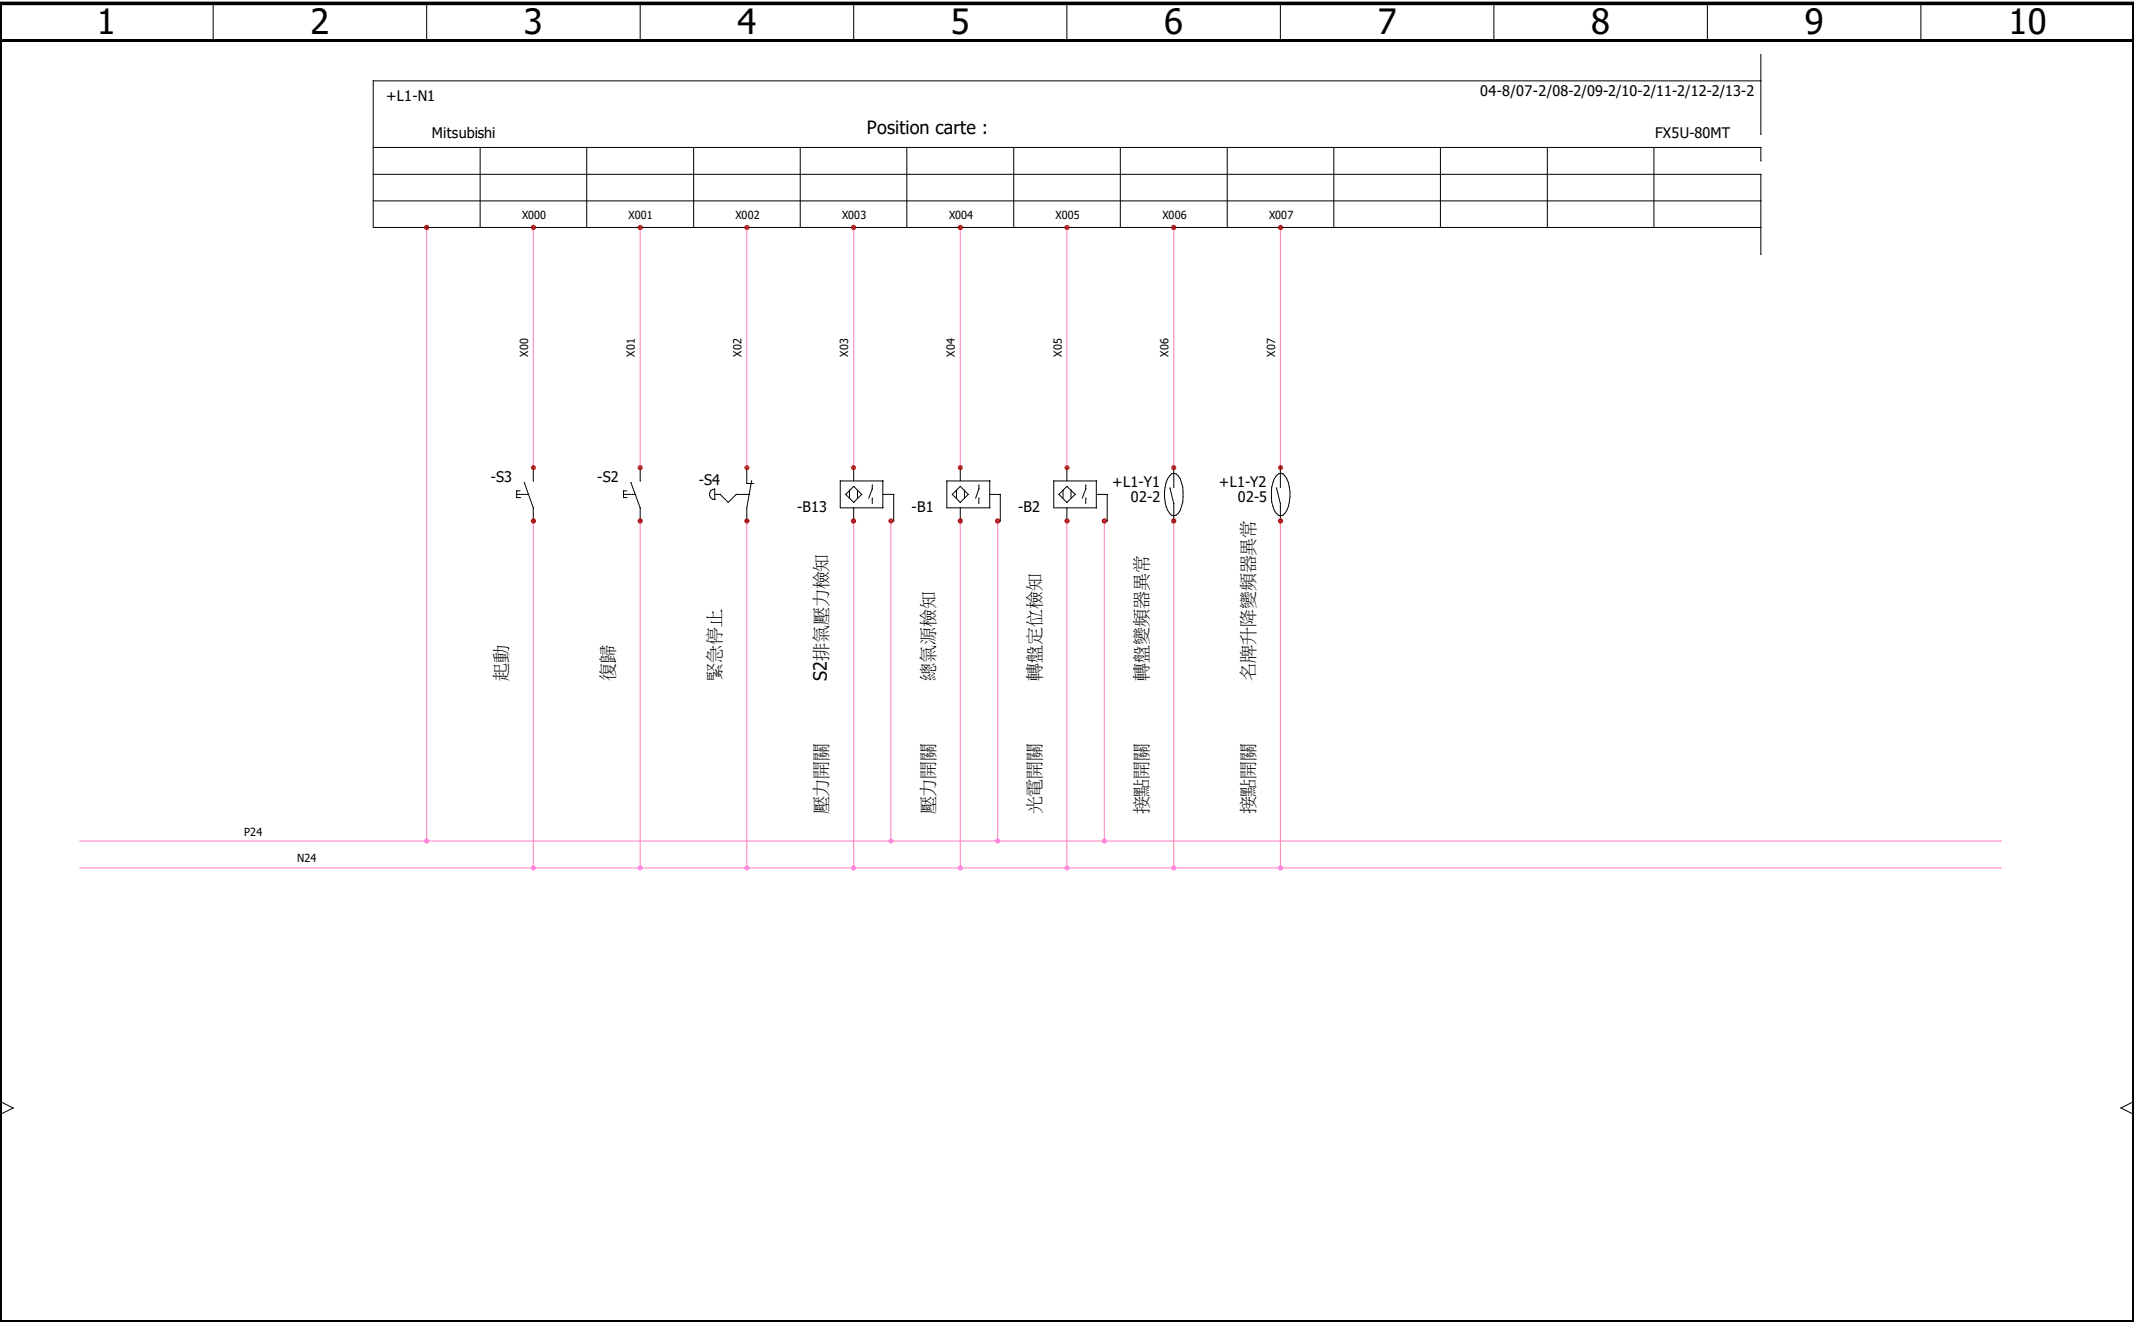 1 2 3 4 5 6 7 8 9 10
+L1-N1 04-8/07-2/08-2/09-2/10-2/11-2/12-2/13-2
Mitsubishi Position carte : FX5U-80MT
X000 X001 X002 X003 X004 X005 X006 X007
X00 X01 X02 X03 X04 X05 X06 X07
-S3 -S2 -S4 -B13 -B1 -B2
+L1-Y1
02-2
+L1-Y2
02-5
起動
復歸
緊急停止
S2排氣壓力檢知
總氣源檢知
轉盤定位檢知
轉盤變頻器異常
名牌升降變頻器異常
壓力開關
壓力開關
光電開關
接點開關
接點開關
P24
N24